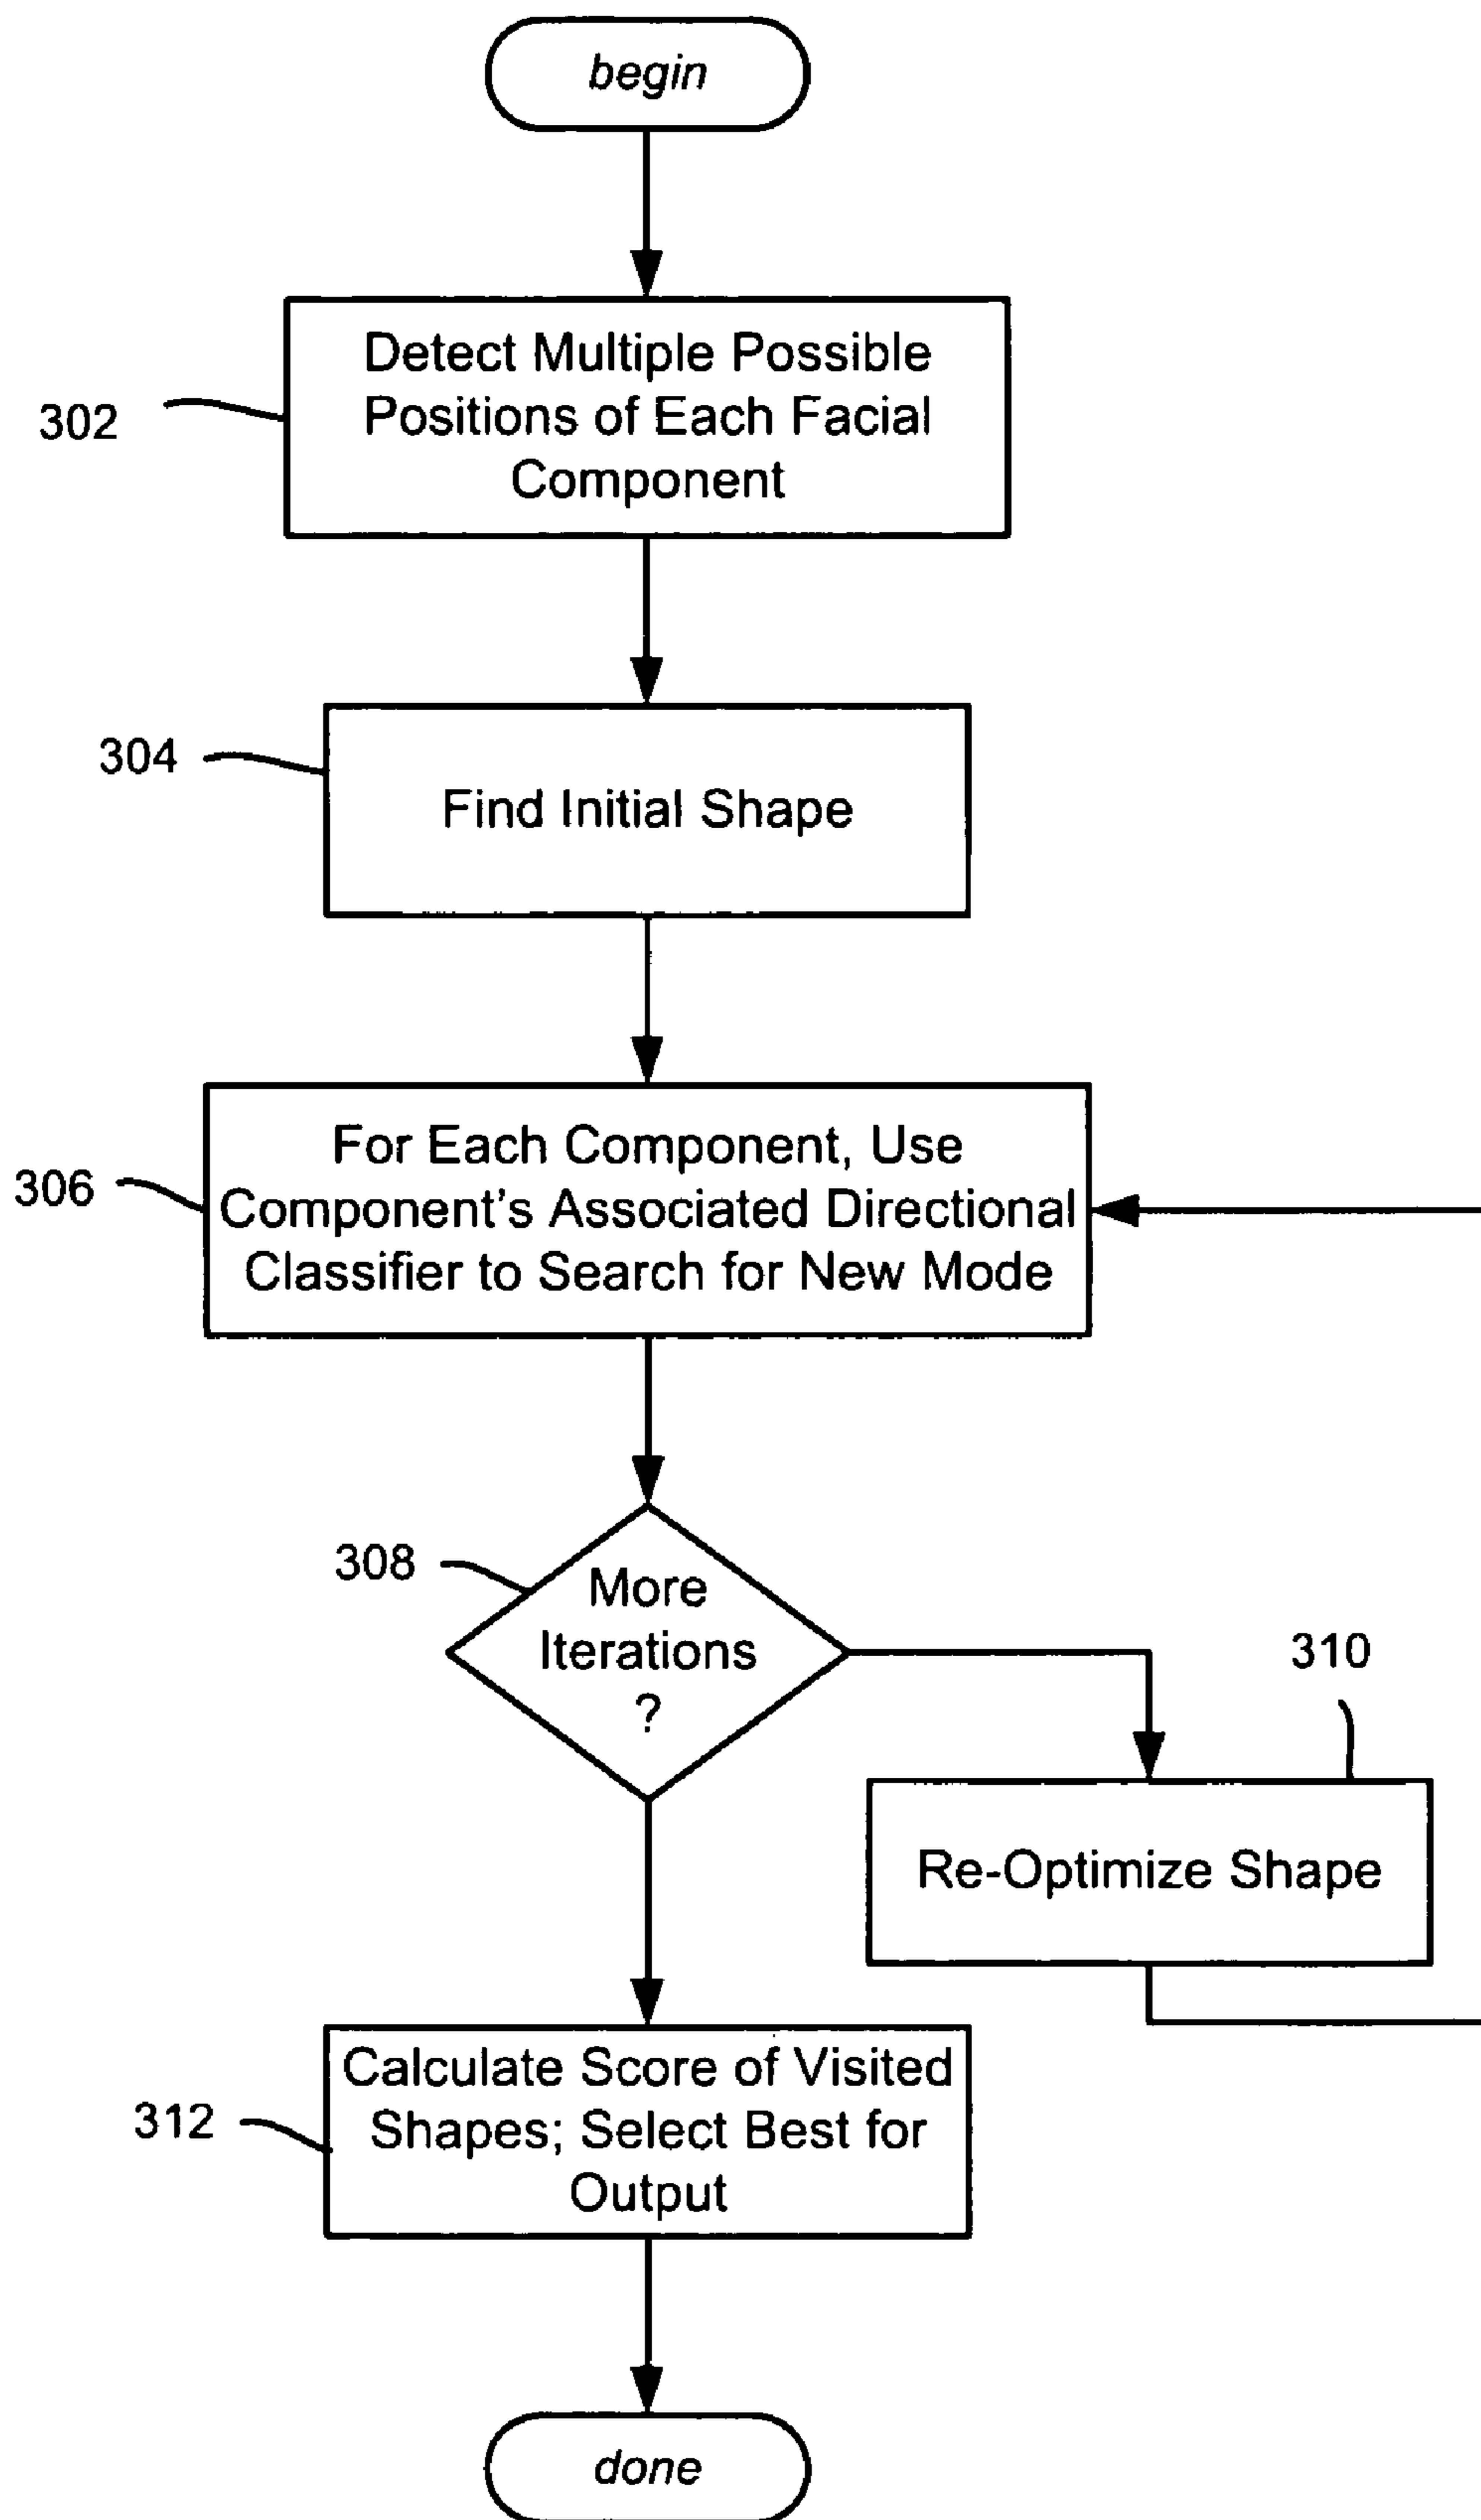 begin
302
Detect Multiple Possible
Positions of Each Facial
Component
304
Find Initial Shape
306
For Each Component, Use
Component's Associated Directional
Classifier to Search for New Mode
308
More
Iterations
?
310
Re-Optimize Shape
312
Calculate Score of Visited
Shapes; Select Best for
Output
done